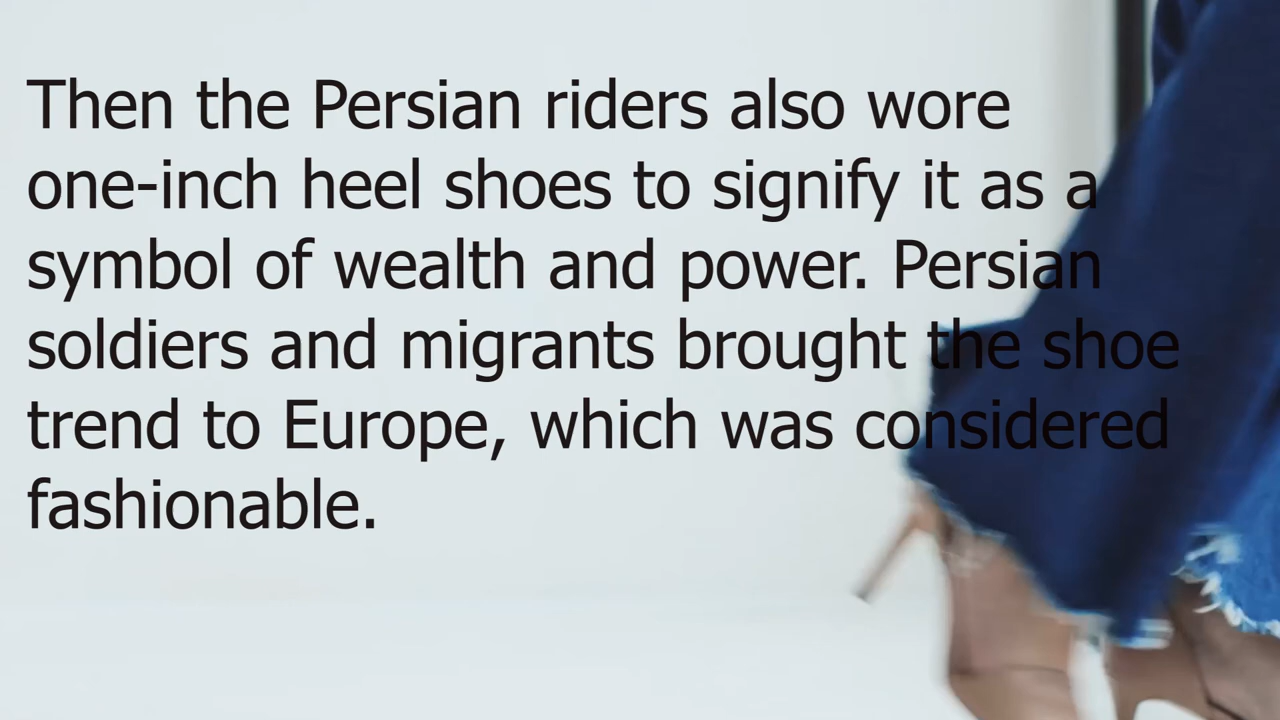 Then the Persian riders also wore
one-inch heel shoes to signify it as a
symbol of wealth and power. Persian
soldiers and migrants brought the shoe
trend to Europe, which was considered
fashionable.